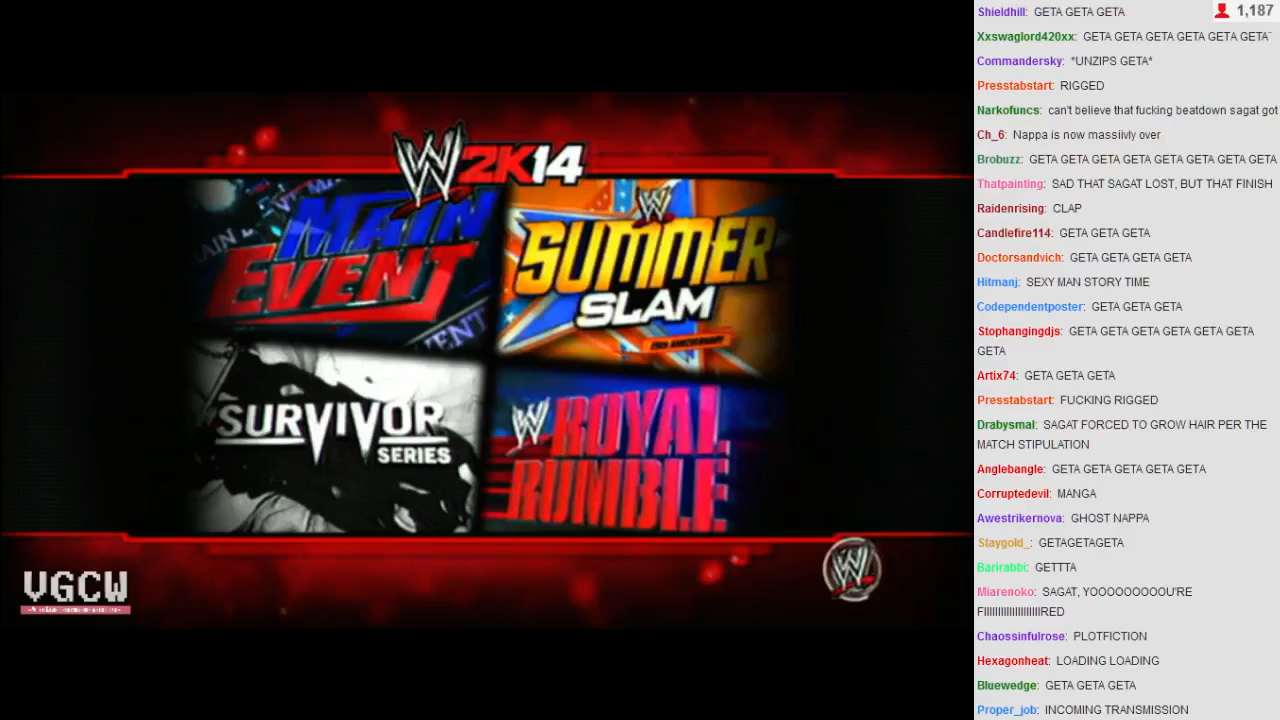 W 2K14
MAIN
EVENT
MAIN
ENT
W
SUMMER
SLAM
SURVIVOR
SERIES
W ROYAL
RUMBLE
VGCW
W
1,187
Shieldhill: GETA GETA GETA
Xxswaglord420xx: GETA GETA GETA GETA GETA GETA¨
Commandersky: *UNZIPS GETA*
Presstabstart: RIGGED
Narkofuncs: can't believe that fucking beatdown sagat got
Ch_6: Nappa is now massiivly over
Brobuzz: GETA GETA GETA GETA GETA GETA GETA GETA
Thatpainting: SAD THAT SAGAT LOST, BUT THAT FINISH
Raidenrising: CLAP
Candlefire114: GETA GETA GETA
Doctorsandvich: GETA GETA GETA GETA
Hitmanj: SEXY MAN STORY TIME
Codependentposter: GETA GETA GETA
Stophangingdjs: GETA GETA GETA GETA GETA GETA
GETA
Artix74: GETA GETA GETA
Presstabstart: FUCKING RIGGED
Drabysmal: SAGAT FORCED TO GROW HAIR PER THE
MATCH STIPULATION
Anglebangle: GETA GETA GETA GETA GETA
Corruptedevil: MANGA
Awestrikernova: GHOST NAPPA
Staygold_: GETAGETAGETA
Barirabbi: GETTTA
Miarenoko: SAGAT, YOOOOOOOOOU'RE
FIIIIIIIIIIIIIIIIIIIIRED
Chaossinfulrose: PLOTFICTION
Hexagonheat: LOADING LOADING
Bluewedge: GETA GETA GETA
Proper_job: INCOMING TRANSMISSION